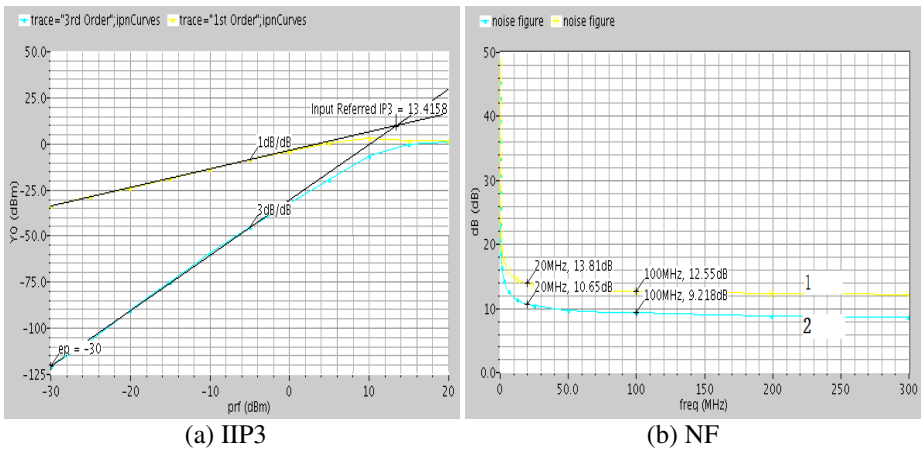 trace="3rd Order";ipnCurves trace="1st Order";ipnCurves
50.0
25.0
0
-25.0
-50.0
-75.0
-100
-125
Y0 (dBm)
Input Referred IP3 = 13.4158
1dB/dB
3dB/dB
ep = -30
-30 -20 -10 0 10 20
prf (dBm)
(a) IIP3
noise figure noise figure
50
40
30
20
10
0.0
dB (dB)
20MHz, 13.81dB
100MHz, 12.55dB
20MHz, 10.65dB
100MHz, 9.218dB
1
2
0 50.0 100 150 200 250 300
freq (MHz)
(b) NF